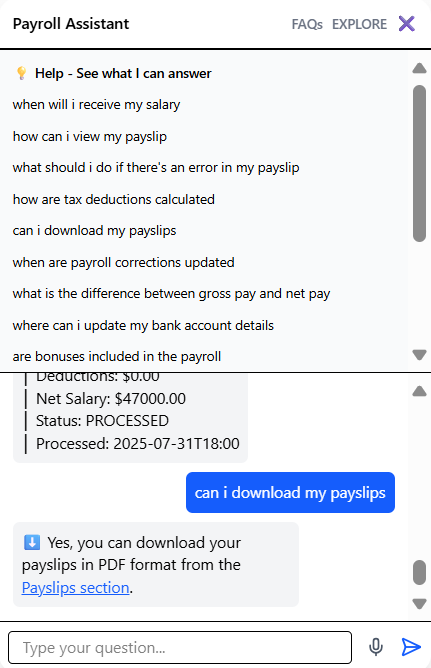 Payroll Assistant FAQs EXPLORE
Help - See what I can answer
when will i receive my salary
how can i view my payslip
what should i do if there's an error in my payslip
how are tax deductions calculated
can i download my payslips
when are payroll corrections updated
what is the difference between gross pay and net pay
where can i update my bank account details
are bonuses included in the payroll
Deductions: $0.00
Net Salary: $47000.00
Status: PROCESSED
Processed: 2025-07-31T18:00
can i download my payslips
Yes, you can download your
payslips in PDF format from the
Payslips section.
Type your question...